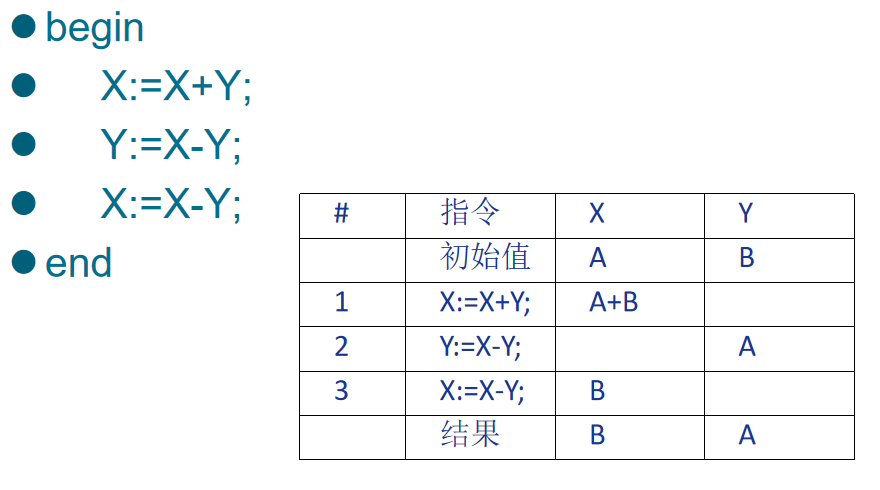 begin
X:=X+Y;
Y:=X-Y;
X:=X-Y;
end
# 指令 X Y
初始值 A B
1 X:=X+Y; A+B
2 Y:=X-Y; A
3 X:=X-Y; B
结果 B A